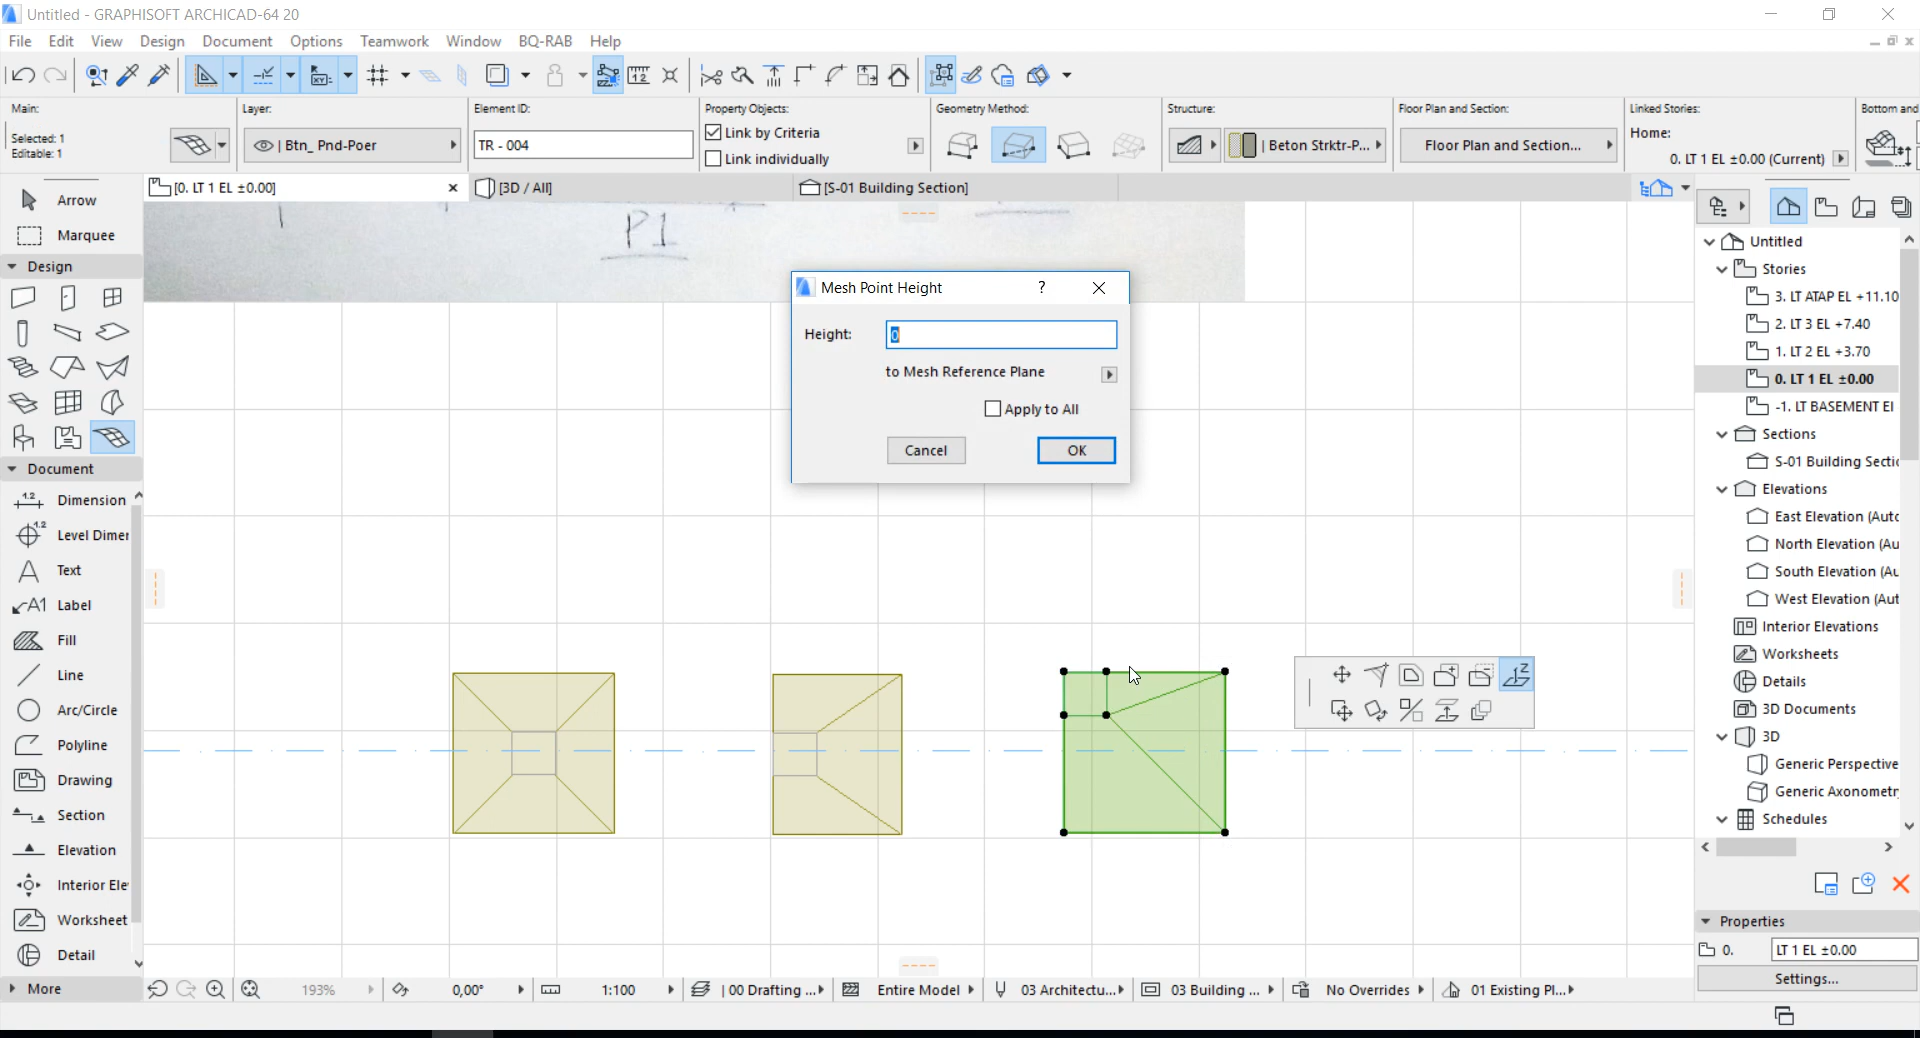 Untitled - GRAPHISOFT ARCHICAD-64 20
File Edit View Design Document Options Teamwork Window BQ-RAB Help
Main:
Selected: 1
Editable: 1
Layer:
| Btn_ Pnd-Poer
Element ID:
TR - 004
Property Objects:
Link by Criteria
Link individually
Geometry Method:
Structure:
| Beton Strktr-P...
Floor Plan and Section:
Floor Plan and Section...
Linked Stories:
Home:
0. LT 1 EL ±0.00 (Current)
Bottom and
[0. LT 1 EL ±0.00]
[3D / All]
[S-01 Building Section]
Arrow
Marquee
Design
Document
1.2 Dimension
1.2 Level Dimer
Text
A1 Label
Fill
Line
Arc/Circle
Polyline
Drawing
Section
Elevation
Interior Ele
Worksheet
Detail
More
P1
Mesh Point Height
?
Height:
0
to Mesh Reference Plane
Apply to All
Cancel
OK
Untitled
Stories
3. LT ATAP EL +11.10
2. LT 3 EL +7.40
1. LT 2 EL +3.70
0. LT 1 EL ±0.00
-1. LT BASEMENT El
Sections
S-01 Building Sectio
Elevations
East Elevation (Auto
North Elevation (Au
South Elevation (Au
West Elevation (Aut
Interior Elevations
Worksheets
Details
3D Documents
3D
Generic Perspective
Generic Axonometr
Schedules
Properties
0.
LT 1 EL ±0.00
Settings...
193%
0,00°
1:100
| 00 Drafting ...
Entire Model
03 Architectu...
03 Building ...
No Overrides
01 Existing Pl...